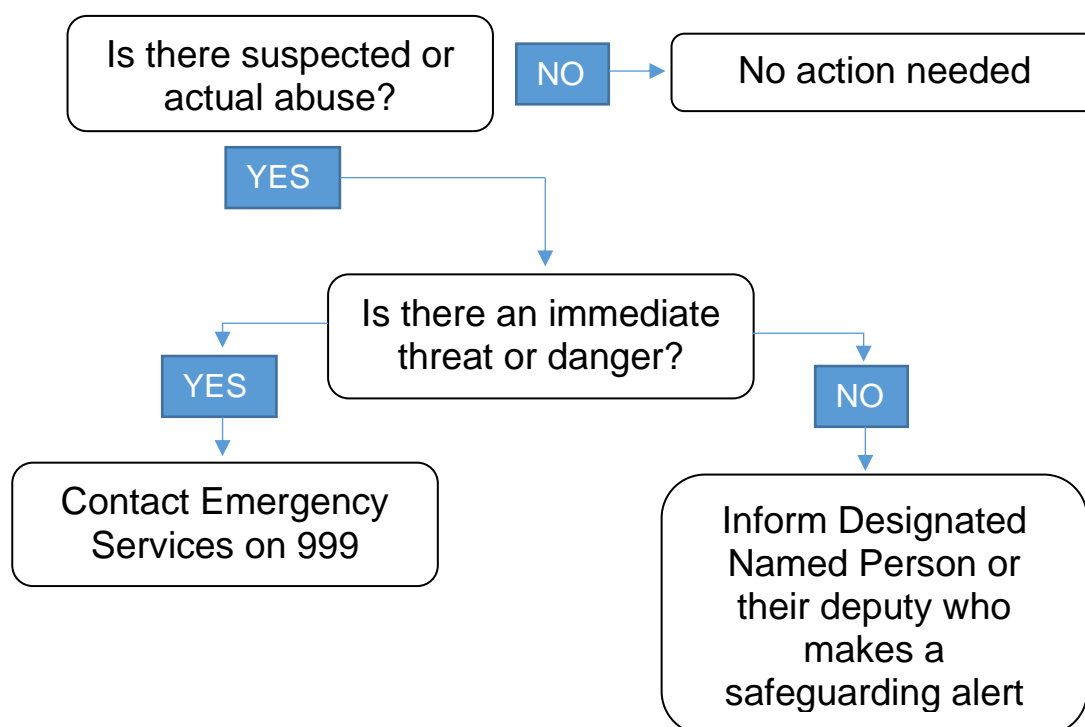 Is there suspected or
actual abuse?
NO
No action needed
YES
Is there an immediate
threat or danger?
YES
NO
Contact Emergency
Services on 999
Inform Designated
Named Person or
their deputy who
makes a
safeguarding alert